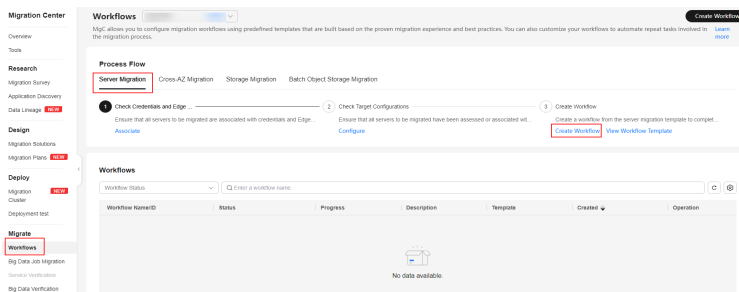 Migration Center
Overview
Tools
Research
Migration Survey
Application Discovery
Data Lineage NEW
Design
Migration Solutions
Migration Plans NEW
Deploy
Migration NEW
Cluster
Deployment test
Migrate
Workflows
Big Data Job Migration
Service Verification
Big Data Verification
Workflows
Create Workflow
MgC allows you to configure migration workflows using predefined templates that are built based on the proven migration experience and best practices. You can also customize your workflows to automate repeat tasks involved in Learn
the migration process. more
Process Flow
Server Migration Cross-AZ Migration Storage Migration Batch Object Storage Migration
1 Check Credentials and Edge ... 2 Check Target Configurations 3 Create Workflow
Ensure that all servers to be migrated are associated with credentials and Edge... Ensure that all servers to be migrated have been assessed or associated wit... Create a workflow from the server migration template to complet...
Associate Configure Create Workflow View Workflow Template
Workflows
Workflow Status Enter a workflow name.
Workflow Name/ID Status Progress Description Template Created Operation
No data available.